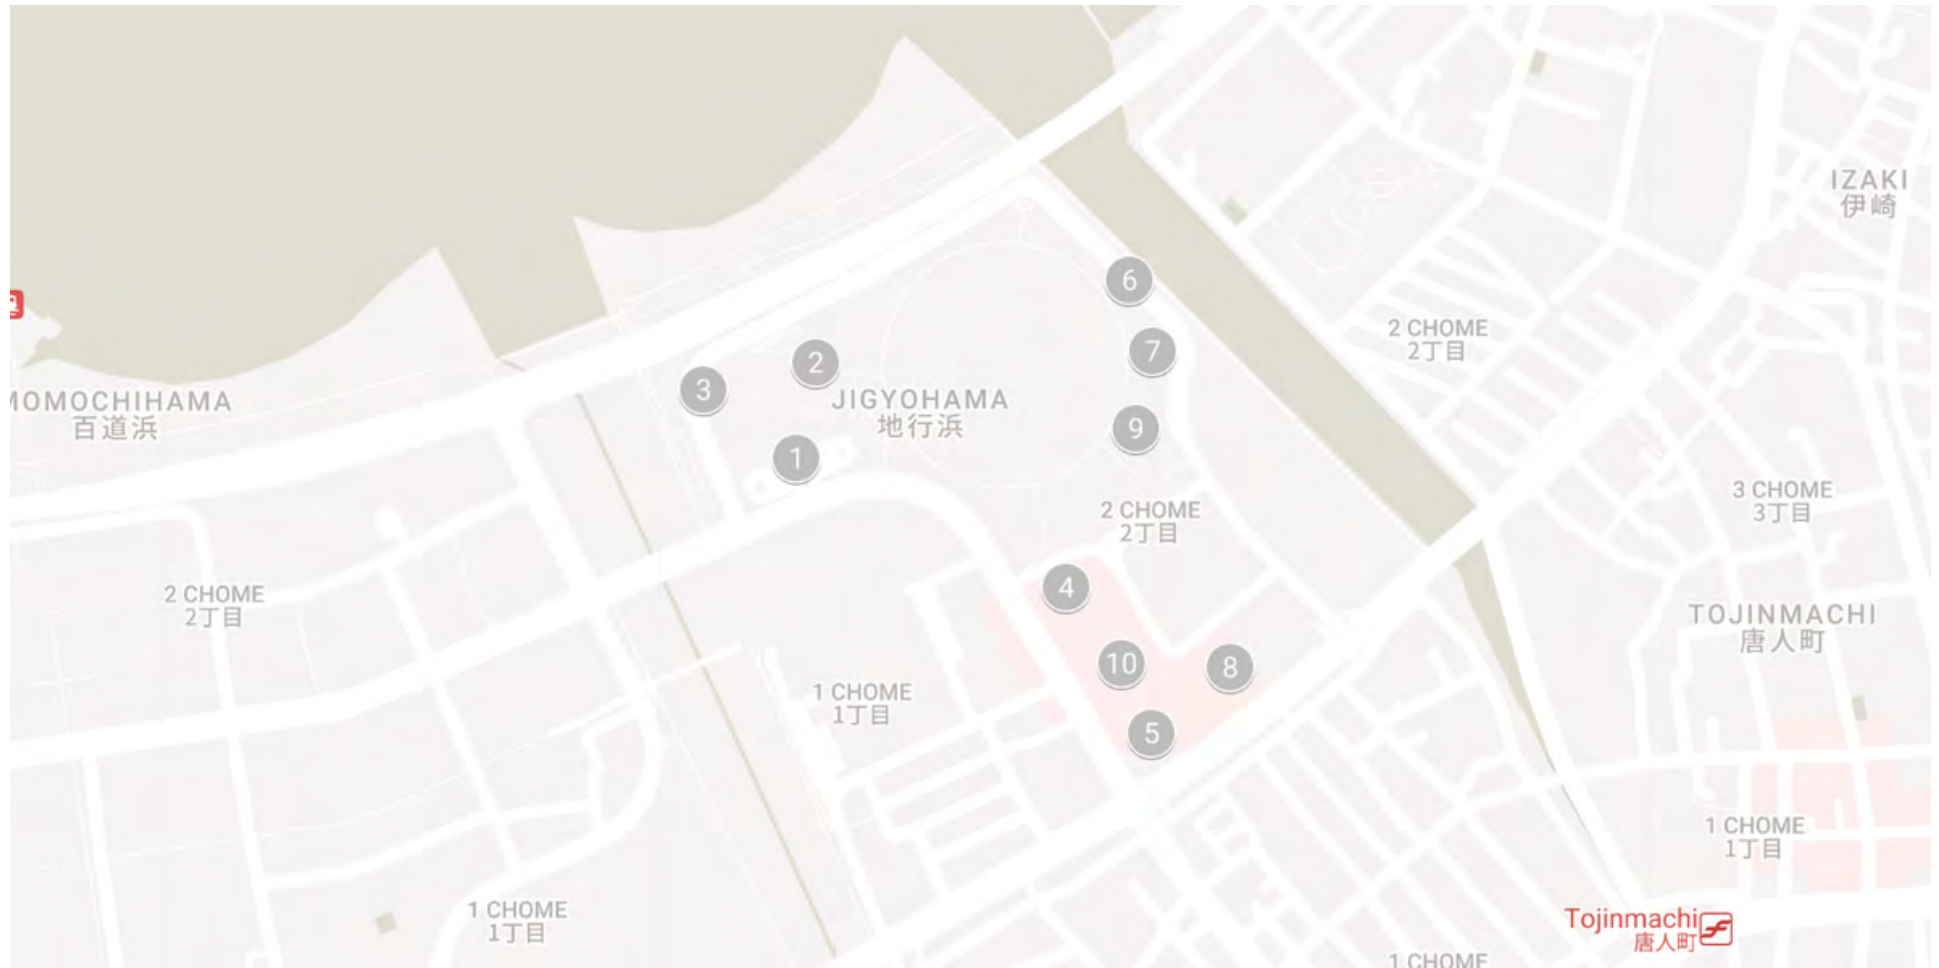 IZAKI
伊崎
6
2 CHOME
2丁目
7
2
3
JIGYOHAMA
地行浜
MOMOCHIHAMA
百道浜
9
1
3 CHOME
3丁目
2 CHOME
2丁目
4
2 CHOME
2丁目
TOJINMACHI
唐人町
10
8
1 CHOME
1丁目
5
1 CHOME
1丁目
1 CHOME
1丁目
Tojinmachi
唐人町
1 CHOME